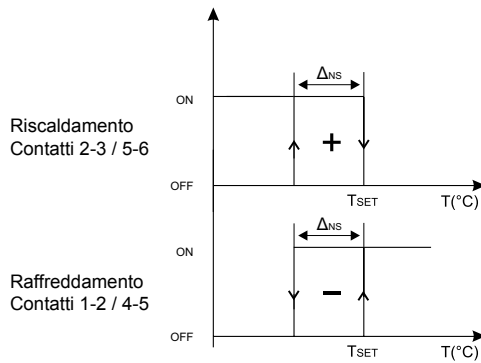 ΔNS
ON
Riscaldamento
Contatti 2-3 / 5-6
+
OFF
TSET
T(°C)
ΔNS
ON
Raffreddamento
Contatti 1-2 / 4-5
−
OFF
TSET
T(°C)